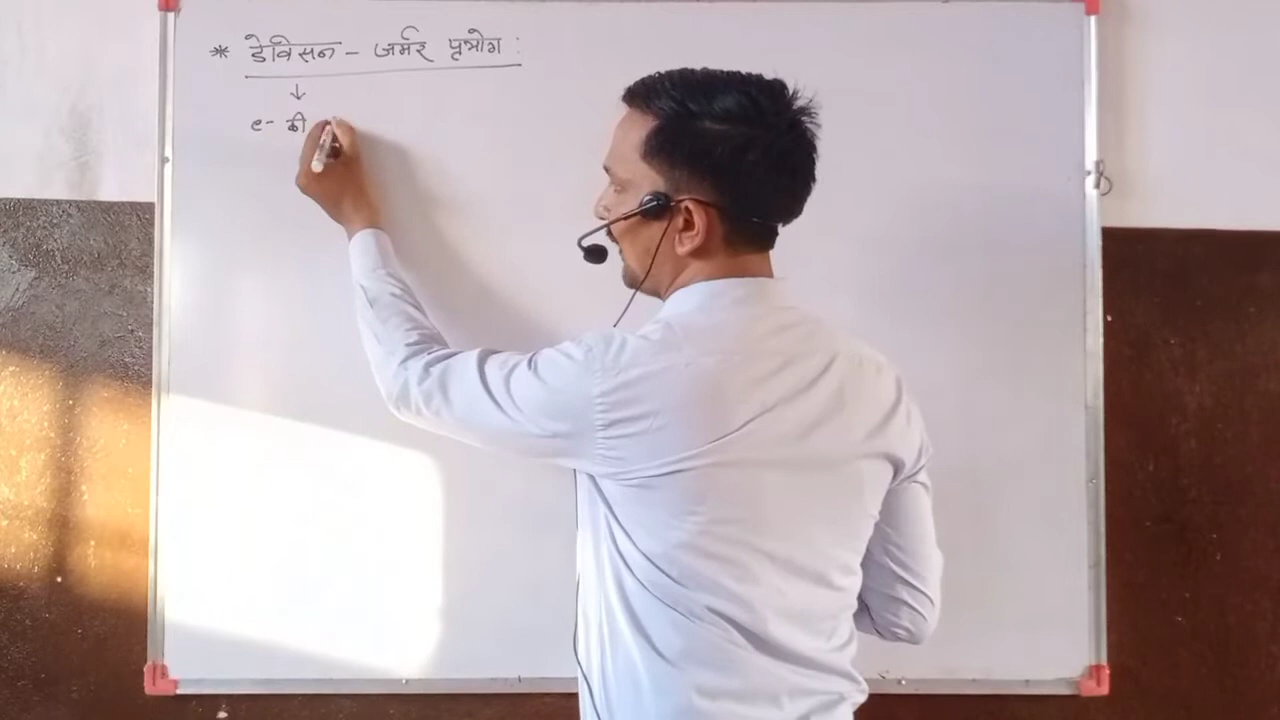 * डेविसन - जर्मर प्रयोग :
↓
e- की